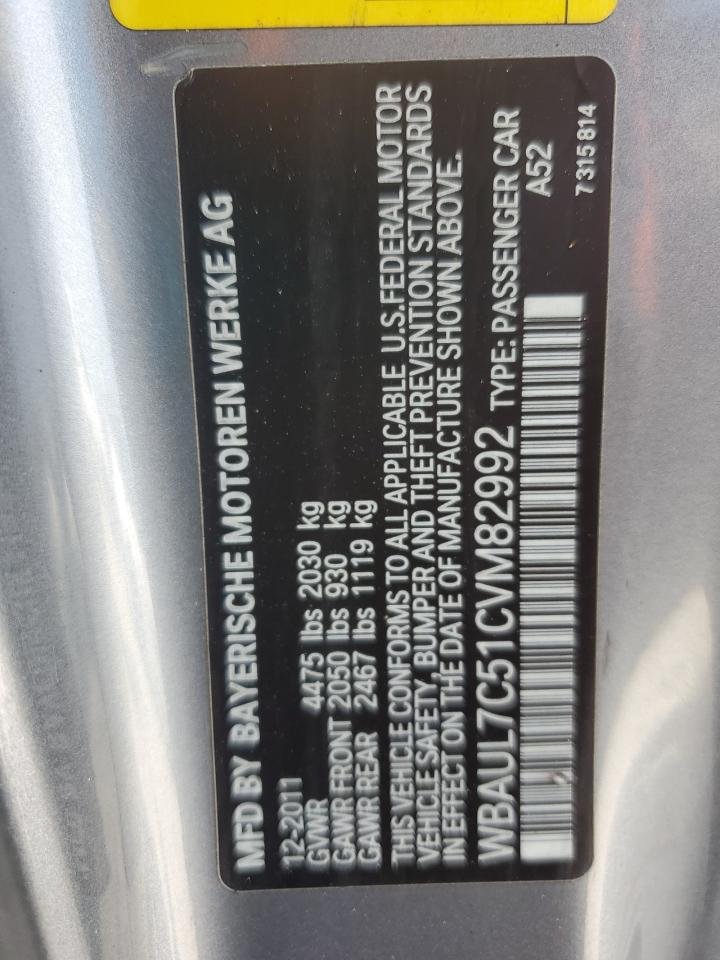 MFD BY BAYERISCHE MOTOREN WERKE AG
12-2011
GVWR 4475 lbs 2030 kg
GAWR FRONT 2050 lbs 930 kg
GAWR REAR 2467 lbs 1119 kg
THIS VEHICLE CONFORMS TO ALL APPLICABLE U.S.FEDERAL MOTOR
VEHICLE SAFETY, BUMPER AND THEFT PREVENTION STANDARDS
IN EFFECT ON THE DATE OF MANUFACTURE SHOWN ABOVE.
WBAUL7C51CVM82992 TYPE: PASSENGER CAR
A52
7 315 814